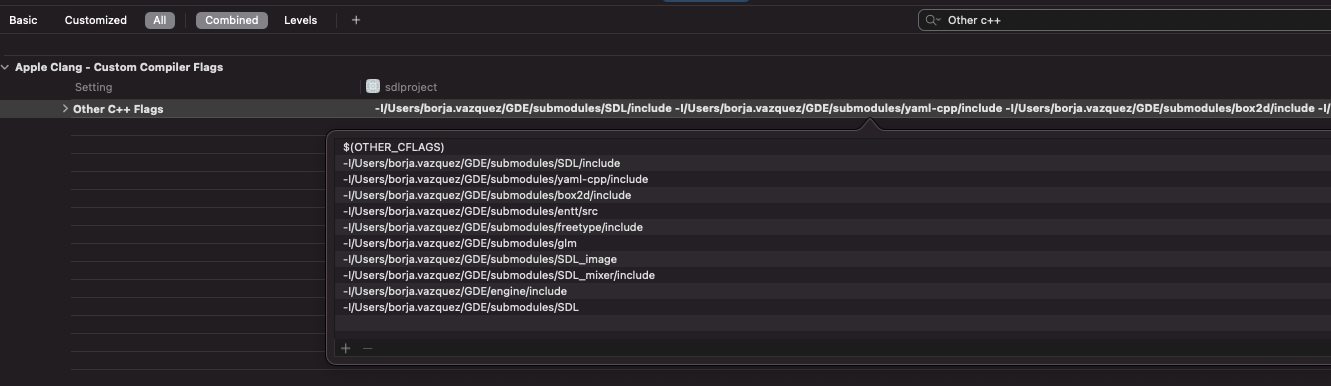 Basic Customized All Combined Levels + Other c++
Apple Clang - Custom Compiler Flags
Setting sdlproject
Other C++ Flags -I/Users/borja.vazquez/GDE/submodules/SDL/include -I/Users/borja.vazquez/GDE/submodules/yaml-cpp/include -I/Users/borja.vazquez/GDE/submodules/box2d/include -I/
$(OTHER_CFLAGS)
-I/Users/borja.vazquez/GDE/submodules/SDL/include
-I/Users/borja.vazquez/GDE/submodules/yaml-cpp/include
-I/Users/borja.vazquez/GDE/submodules/box2d/include
-I/Users/borja.vazquez/GDE/submodules/entt/src
-I/Users/borja.vazquez/GDE/submodules/freetype/include
-I/Users/borja.vazquez/GDE/submodules/glm
-I/Users/borja.vazquez/GDE/submodules/SDL_image
-I/Users/borja.vazquez/GDE/submodules/SDL_mixer/include
-I/Users/borja.vazquez/GDE/engine/include
-I/Users/borja.vazquez/GDE/submodules/SDL
+ −